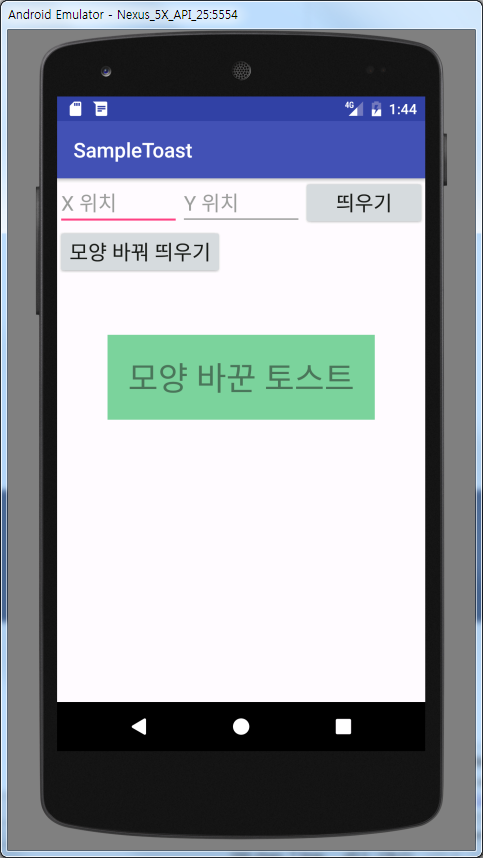 Android Emulator - Nexus_5X_API_25:5554
4G 1:44
SampleToast
X 위치 Y 위치 띄우기
모양 바꿔 띄우기
모양 바꾼 토스트